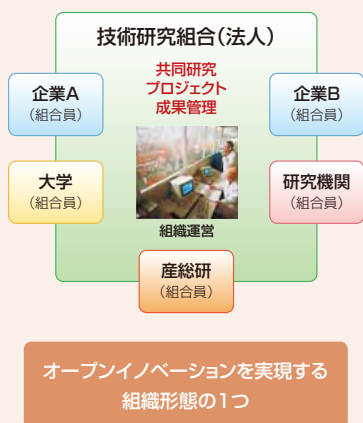 技術研究組合(法人)
共同研究
プロジェクト
成果管理
企業A
(組合員)
企業B
(組合員)
大学
(組合員)
研究機関
(組合員)
組織運営
産総研
(組合員)
オープンイノベーションを実現する
組織形態の1つ